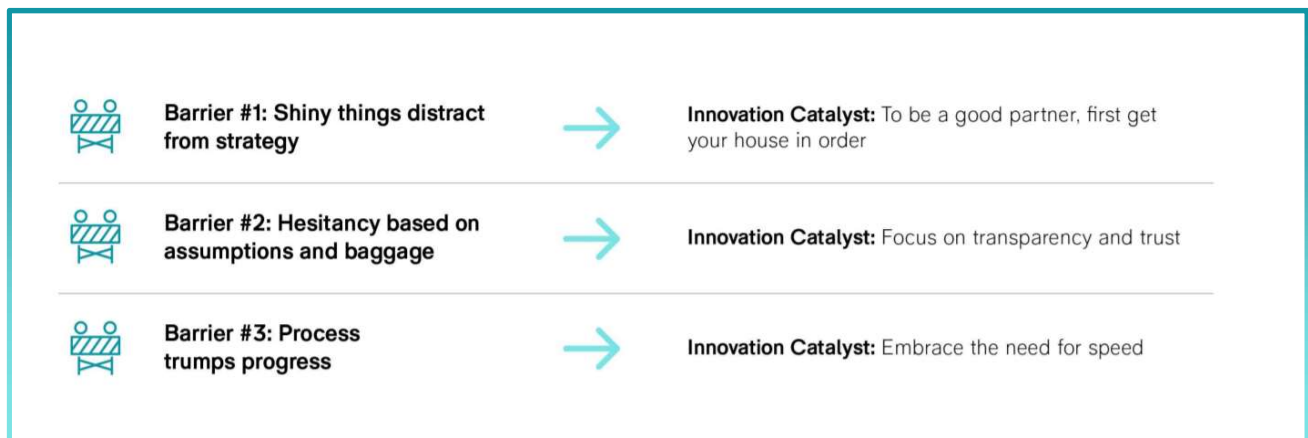 Barrier #1: Shiny things distract
from strategy
Innovation Catalyst: To be a good partner, first get
your house in order
Barrier #2: Hesitancy based on
assumptions and baggage
Innovation Catalyst: Focus on transparency and trust
Barrier #3: Process
trumps progress
Innovation Catalyst: Embrace the need for speed